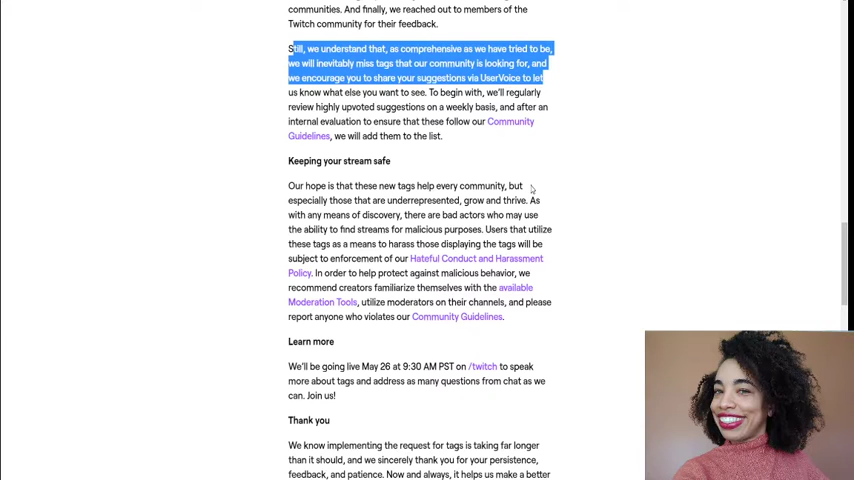 communities. And finally, we reached out to members of the
Twitch community for their feedback.
Still, we understand that, as comprehensive as we have tried to be,
we will inevitably miss tags that our community is looking for, and
we encourage you to share your suggestions via UserVoice to let
us know what else you want to see. To begin with, we'll regularly
review highly upvoted suggestions on a weekly basis, and after an
internal evaluation to ensure that these follow our Community
Guidelines, we will add them to the list.
Keeping your stream safe
Our hope is that these new tags help every community, but
especially those that are underrepresented, grow and thrive. As
with any means of discovery, there are bad actors who may use
the ability to find streams for malicious purposes. Users that utilize
these tags as a means to harass those displaying the tags will be
subject to enforcement of our Hateful Conduct and Harassment
Policy. In order to help protect against malicious behavior, we
recommend creators familiarize themselves with the available
Moderation Tools, utilize moderators on their channels, and please
report anyone who violates our Community Guidelines.
Learn more
We'll be going live May 26 at 9:30 AM PST on /twitch to speak
more about tags and address as many questions from chat as we
can. Join us!
Thank you
We know implementing the request for tags is taking far longer
than it should, and we sincerely thank you for your persistence,
feedback, and patience. Now and always, it helps us make a better